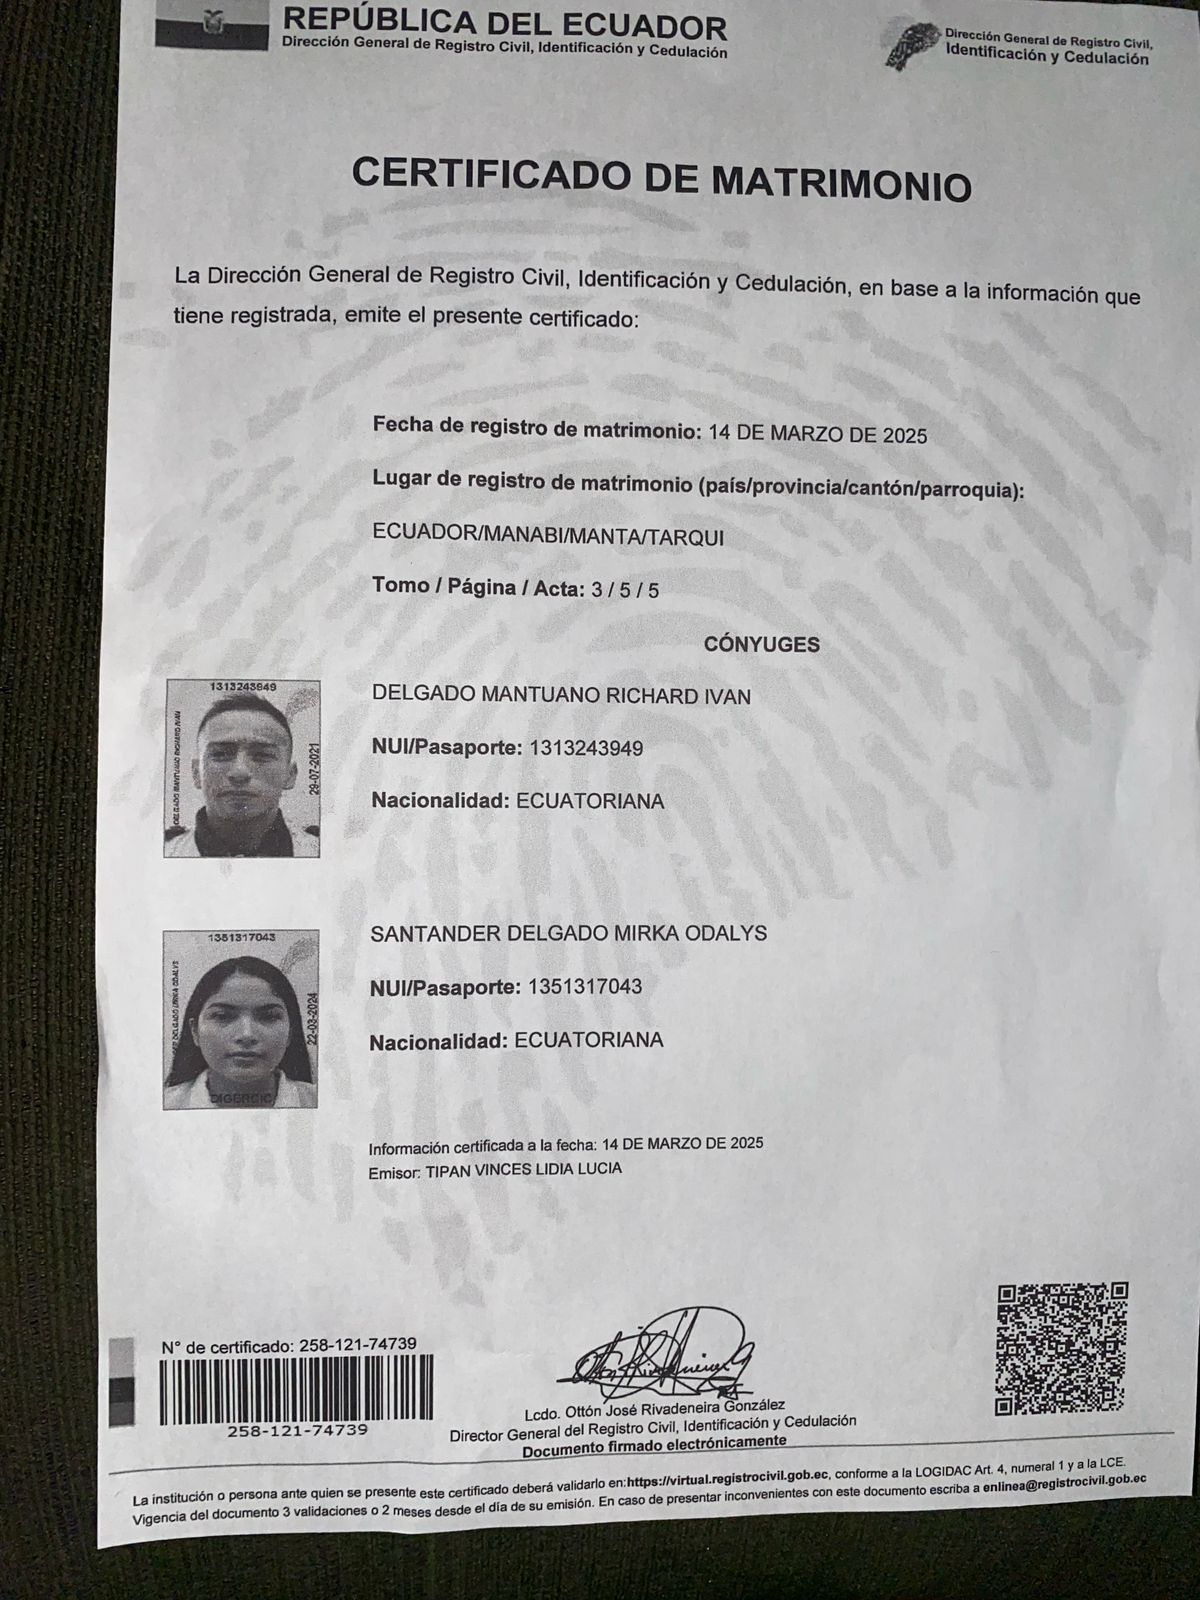 REPÚBLICA DEL ECUADOR
Dirección General de Registro Civil, Identificación y Cedulación
Dirección General de Registro Civil,
Identificación y Cedulación
CERTIFICADO DE MATRIMONIO
La Dirección General de Registro Civil, Identificación y Cedulación, en base a la información que
tiene registrada, emite el presente certificado:
Fecha de registro de matrimonio: 14 DE MARZO DE 2025
Lugar de registro de matrimonio (país/provincia/cantón/parroquia):
ECUADOR/MANABI/MANTA/TARQUI
Tomo / Página / Acta: 3 / 5 / 5
CÓNYUGES
1313243949
DELGADO MANTUANO RICHARD IVAN
29-07-2021
DELGADO MANTUANO RICHARD IVAN
NUI/Pasaporte: 1313243949
Nacionalidad: ECUATORIANA
1351317043
DELGADO MIRKA ODALYS
22-03-2024
DIGERCIC
SANTANDER DELGADO MIRKA ODALYS
NUI/Pasaporte: 1351317043
Nacionalidad: ECUATORIANA
Información certificada a la fecha: 14 DE MARZO DE 2025
Emisor: TIPAN VINCES LIDIA LUCIA
N° de certificado: 258-121-74739
258-121-74739
Lcdo. Ottón José Rivadeneira González
Director General del Registro Civil, Identificación y Cedulación
Documento firmado electrónicamente
La institución o persona ante quien se presente este certificado deberá validarlo en:https://virtual.registrocivil.gob.ec, conforme a la LOGIDAC Art. 4, numeral 1 y a la LCE.
Vigencia del documento 3 validaciones o 2 meses desde el día de su emisión. En caso de presentar inconvenientes con este documento escriba a enlinea@registrocivil.gob.ec